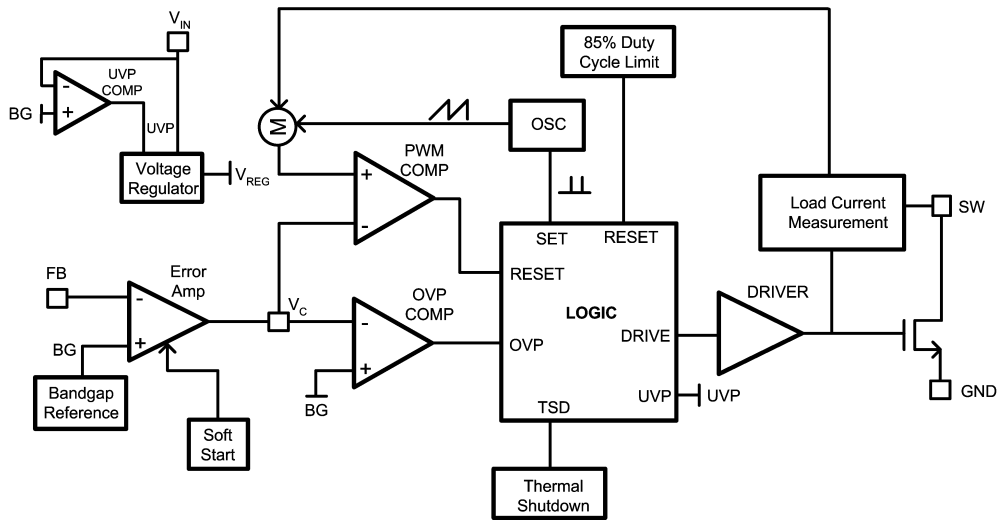 V_IN
85% Duty
Cycle Limit
UVP
COMP
-
+
BG
UVP
M
OSC
Voltage
Regulator
V_REG
PWM
COMP
+
-
Load Current
Measurement
SW
SET
RESET
RESET
FB
Error
Amp
V_C
OVP
COMP
DRIVER
-
-
LOGIC
DRIVE
OVP
BG
+
+
Bandgap
Reference
BG
UVP
UVP
GND
TSD
Soft
Start
Thermal
Shutdown